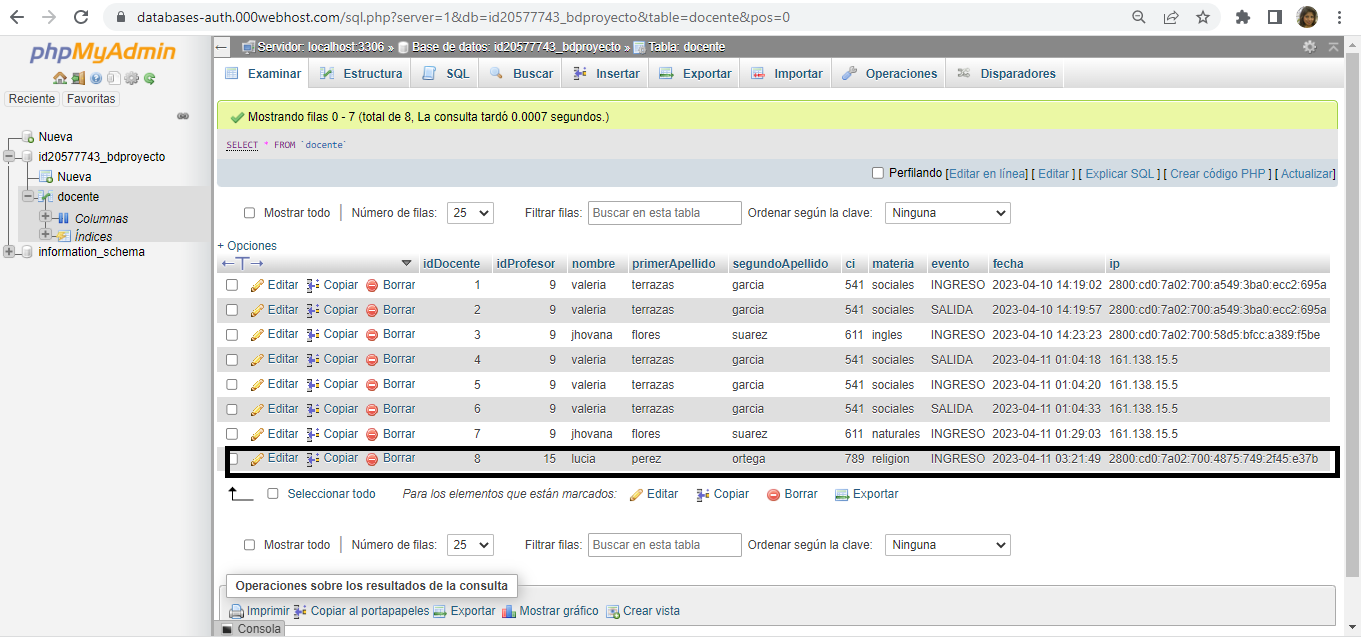 databases-auth.000webhost.com/sql.php?server=1&db=id20577743_bdproyecto&table=docente&pos=0
phpMyAdmin
Servidor: localhost:3306 » Base de datos: id20577743_bdproyecto » Tabla: docente
Examinar Estructura SQL Buscar Insertar Exportar Importar Operaciones Disparadores
Reciente Favoritas
Nueva
id20577743_bdproyecto
Nueva
docente
Columnas
Índices
information_schema
Mostrando filas 0 - 7 (total de 8, La consulta tardó 0.0007 segundos.)
SELECT * FROM `docente`
Perfilando [Editar en línea] [ Editar ] [ Explicar SQL ] [ Crear código PHP ] [ Actualizar]
Mostrar todo Número de filas: 25 Filtrar filas: Buscar en esta tabla Ordenar según la clave: Ninguna
+ Opciones
←T→ idDocente idProfesor nombre primerApellido segundoApellido ci materia evento fecha ip
Editar Copiar Borrar 1 9 valeria terrazas garcia 541 sociales INGRESO 2023-04-10 14:19:02 2800:cd0:7a02:700:a549:3ba0:ecc2:695a
Editar Copiar Borrar 2 9 valeria terrazas garcia 541 sociales SALIDA 2023-04-10 14:19:57 2800:cd0:7a02:700:a549:3ba0:ecc2:695a
Editar Copiar Borrar 3 9 jhovana flores suarez 611 ingles INGRESO 2023-04-10 14:23:23 2800:cd0:7a02:700:58d5:bfcc:a389:f5be
Editar Copiar Borrar 4 9 valeria terrazas garcia 541 sociales SALIDA 2023-04-11 01:04:18 161.138.15.5
Editar Copiar Borrar 5 9 valeria terrazas garcia 541 sociales INGRESO 2023-04-11 01:04:20 161.138.15.5
Editar Copiar Borrar 6 9 valeria terrazas garcia 541 sociales SALIDA 2023-04-11 01:04:33 161.138.15.5
Editar Copiar Borrar 7 9 jhovana flores suarez 611 naturales INGRESO 2023-04-11 01:29:03 161.138.15.5
Editar Copiar Borrar 8 15 lucia perez ortega 789 religion INGRESO 2023-04-11 03:21:49 2800:cd0:7a02:700:4875:749:2f45:e37b
Seleccionar todo Para los elementos que están marcados: Editar Copiar Borrar Exportar
Mostrar todo Número de filas: 25 Filtrar filas: Buscar en esta tabla Ordenar según la clave: Ninguna
Operaciones sobre los resultados de la consulta
Imprimir Copiar al portapapeles Exportar Mostrar gráfico Crear vista
Consola